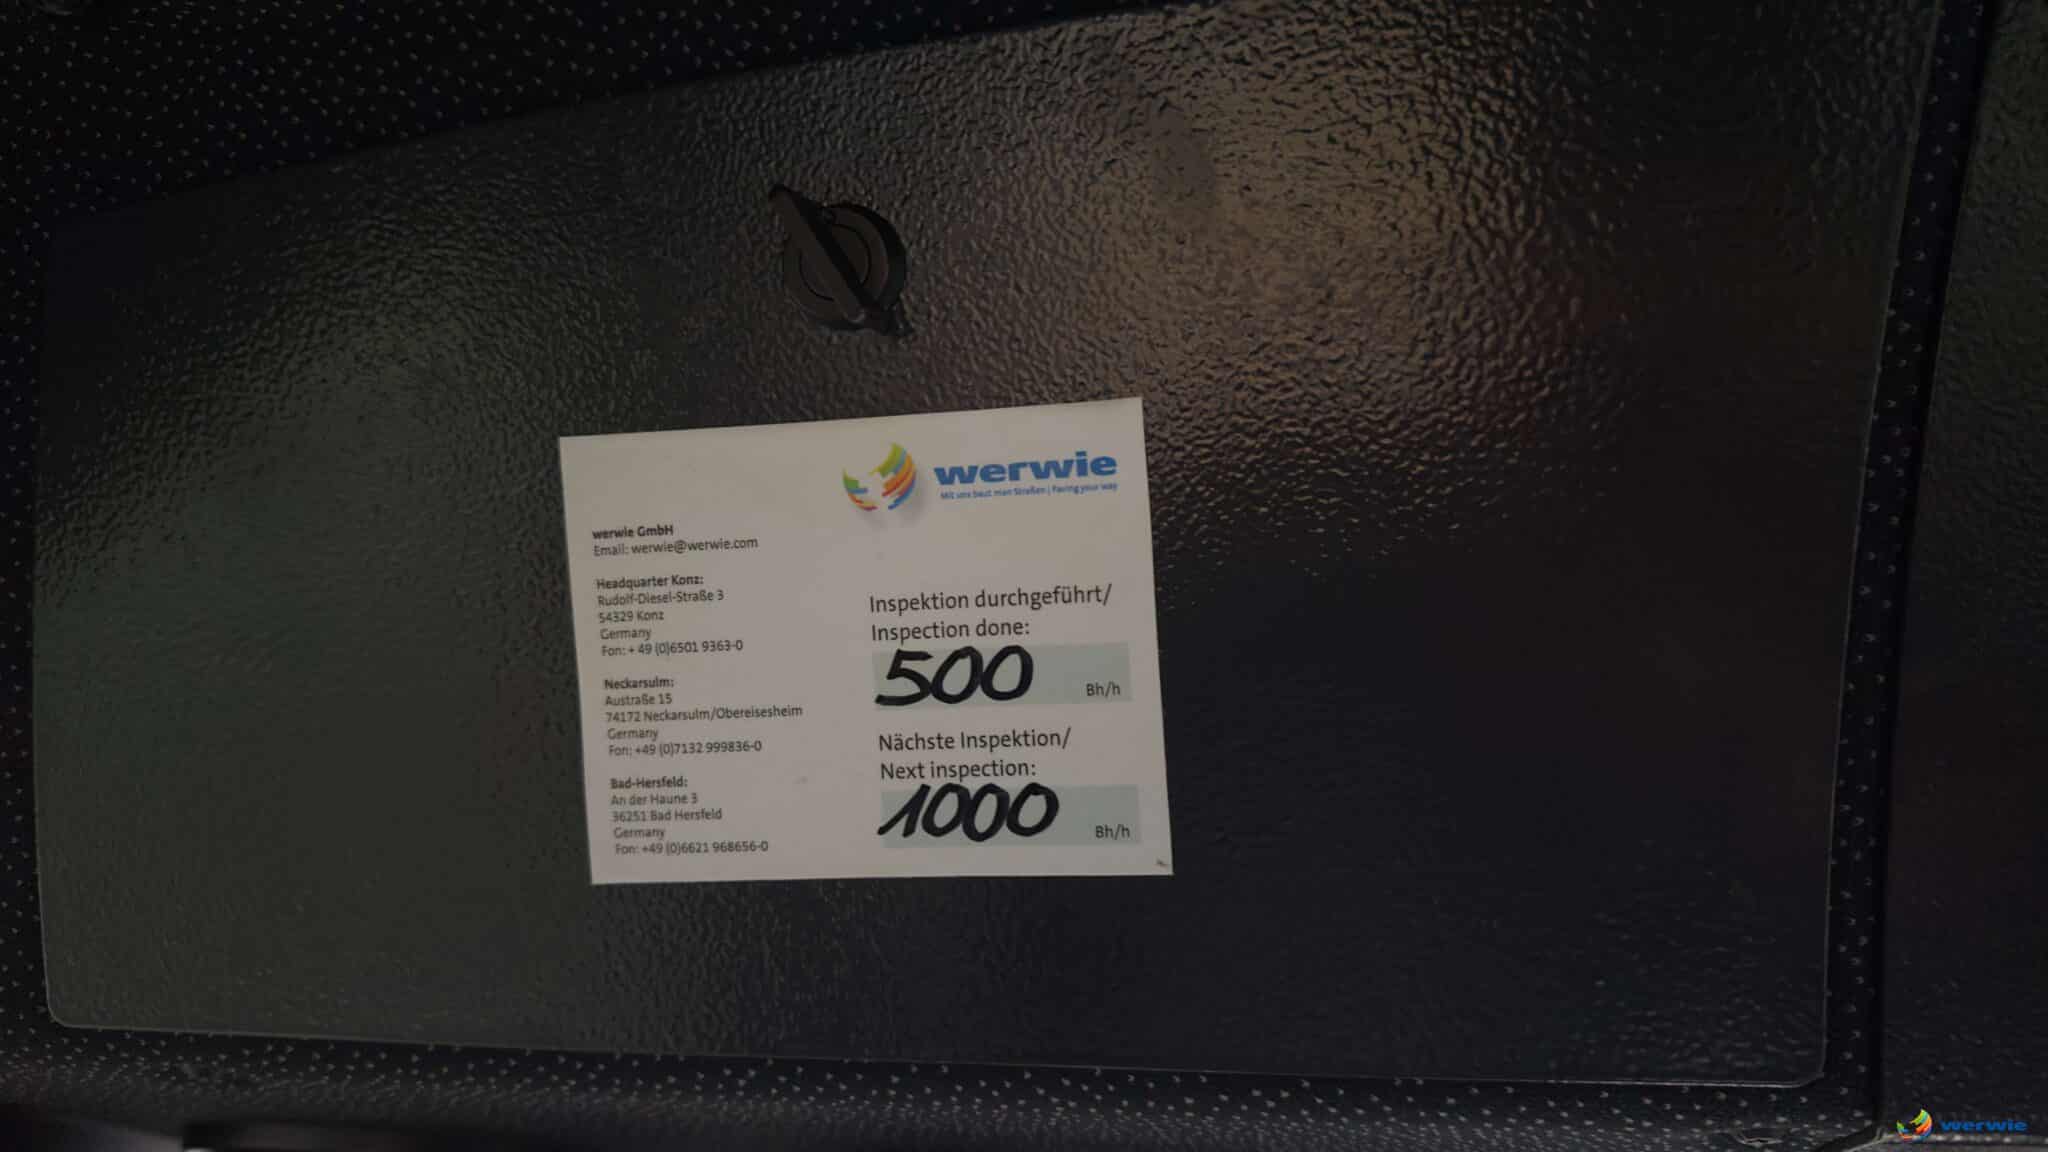 werwie
Mit uns baut man Straßen | Paving your way
werwie GmbH
Email: werwie@werwie.com
Headquarter Konz:
Rudolf-Diesel-Straße 3
54329 Konz
Germany
Fon: + 49 (0)6501 9363-0
Neckarsulm:
Austraße 15
74172 Neckarsulm/Obereisesheim
Germany
Fon: +49 (0)7132 999836-0
Bad-Hersfeld:
An der Haune 3
36251 Bad Hersfeld
Germany
Fon: +49 (0)6621 968656-0
Inspektion durchgeführt/
Inspection done:
500 Bh/h
Nächste Inspektion/
Next inspection:
1000 Bh/h
werwie